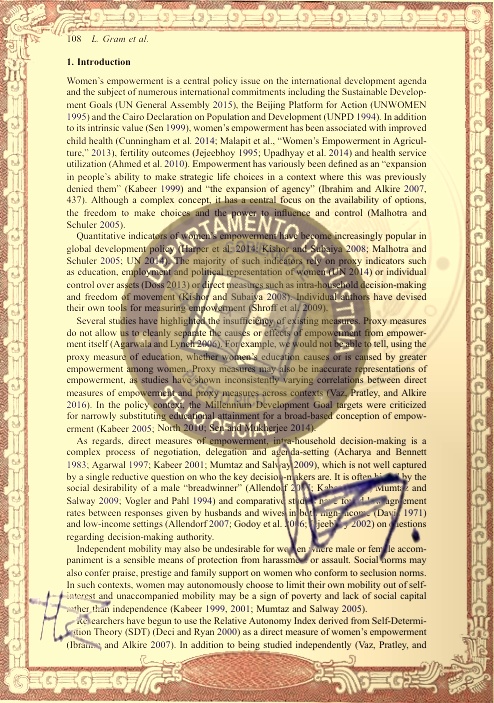 108 L. Gram et al.
1. Introduction
Women's empowerment is a central policy issue on the international development agenda
and the subject of numerous international commitments including the Sustainable Develop-
ment Goals (UN General Assembly 2015), the Beijing Platform for Action (UNWOMEN
1995) and the Cairo Declaration on Population and Development (UNPD 1994). In addition
to its intrinsic value (Sen 1999), women's empowerment has been associated with improved
child health (Cunningham et al. 2014; Malapit et al., "Women's Empowerment in Agricul-
ture," 2013), fertility outcomes (Jejeebhoy 1995; Upadhyay et al. 2014) and health service
utilization (Ahmed et al. 2010). Empowerment has variously been defined as an "expansion
in people's ability to make strategic life choices in a context where this was previously
denied them" (Kabeer 1999) and "the expansion of agency" (Ibrahim and Alkire 2007,
437). Although a complex concept, it has a central focus on the availability of options,
the freedom to make choices and the power to influence and control (Malhotra and
Schuler 2005).
Quantitative indicators of women's empowerment have become increasingly popular in
global development policy (Harper et al. 2014; Kishor and Subaiya 2008; Malhotra and
Schuler 2005; UN 2014). The majority of such indicators are proxy indicators such
as education, employment and political representation of women (UN 2014) or individual
control over assets (Doss 2013) or direct measures such as intra-household decision-making
and freedom of movement (Kishor and Subaiya 2008). Individual authors have devised
their own tools for measuring empowerment (Shroff et al. 2009).
Several studies have highlighted the insufficiency of existing measures. Proxy measures
do not allow us to cleanly separate the causes or effects of empowerment from empower-
ment itself (Agarwala and Lynch 2006). For example, we would not be able to tell, using the
proxy measure of education, whether women's education causes or is caused by greater
empowerment among women. Proxy measures may also be inaccurate representations of
empowerment, as studies have shown inconsistently varying correlations between direct
measures of empowerment and proxy measures across contexts (Vaz, Pratley, and Alkire
2016). In the policy context, the Millennium Development Goal targets were criticized
for narrowly substituting educational attainment for a broad-based conception of empow-
erment (Kabeer 2005; North 2010; Sen and Mukherjee 2014).
As regards, direct measures of empowerment, intra-household decision-making is a
complex process of negotiation, delegation and agenda-setting (Acharya and Bennett
1983; Agarwal 1997; Kabeer 2001; Mumtaz and Salway 2009), which is not well captured
by a single reductive question on who the key decision-makers are. It is often biased by the
social desirability of a male "breadwinner" (Allendorf 2007; Kabeer 2001; Mumtaz and
Salway 2009; Vogler and Pahl 1994) and comparative studies have found low agreement
rates between responses given by husbands and wives in both high-income (Davis 1971)
and low-income settings (Allendorf 2007; Godoy et al. 2006; Jejeebhoy 2002) on questions
regarding decision-making authority.
Independent mobility may also be undesirable for women where male or female accom-
paniment is a sensible means of protection from harassment or assault. Social norms may
also confer praise, prestige and family support on women who conform to seclusion norms.
In such contexts, women may autonomously choose to limit their own mobility out of self-
interest and unaccompanied mobility may be a sign of poverty and lack of social capital
rather than independence (Kabeer 1999, 2001; Mumtaz and Salway 2005).
Researchers have begun to use the Relative Autonomy Index derived from Self-Determi-
nation Theory (SDT) (Deci and Ryan 2000) as a direct measure of women's empowerment
(Ibrahim and Alkire 2007). In addition to being studied independently (Vaz, Pratley, and